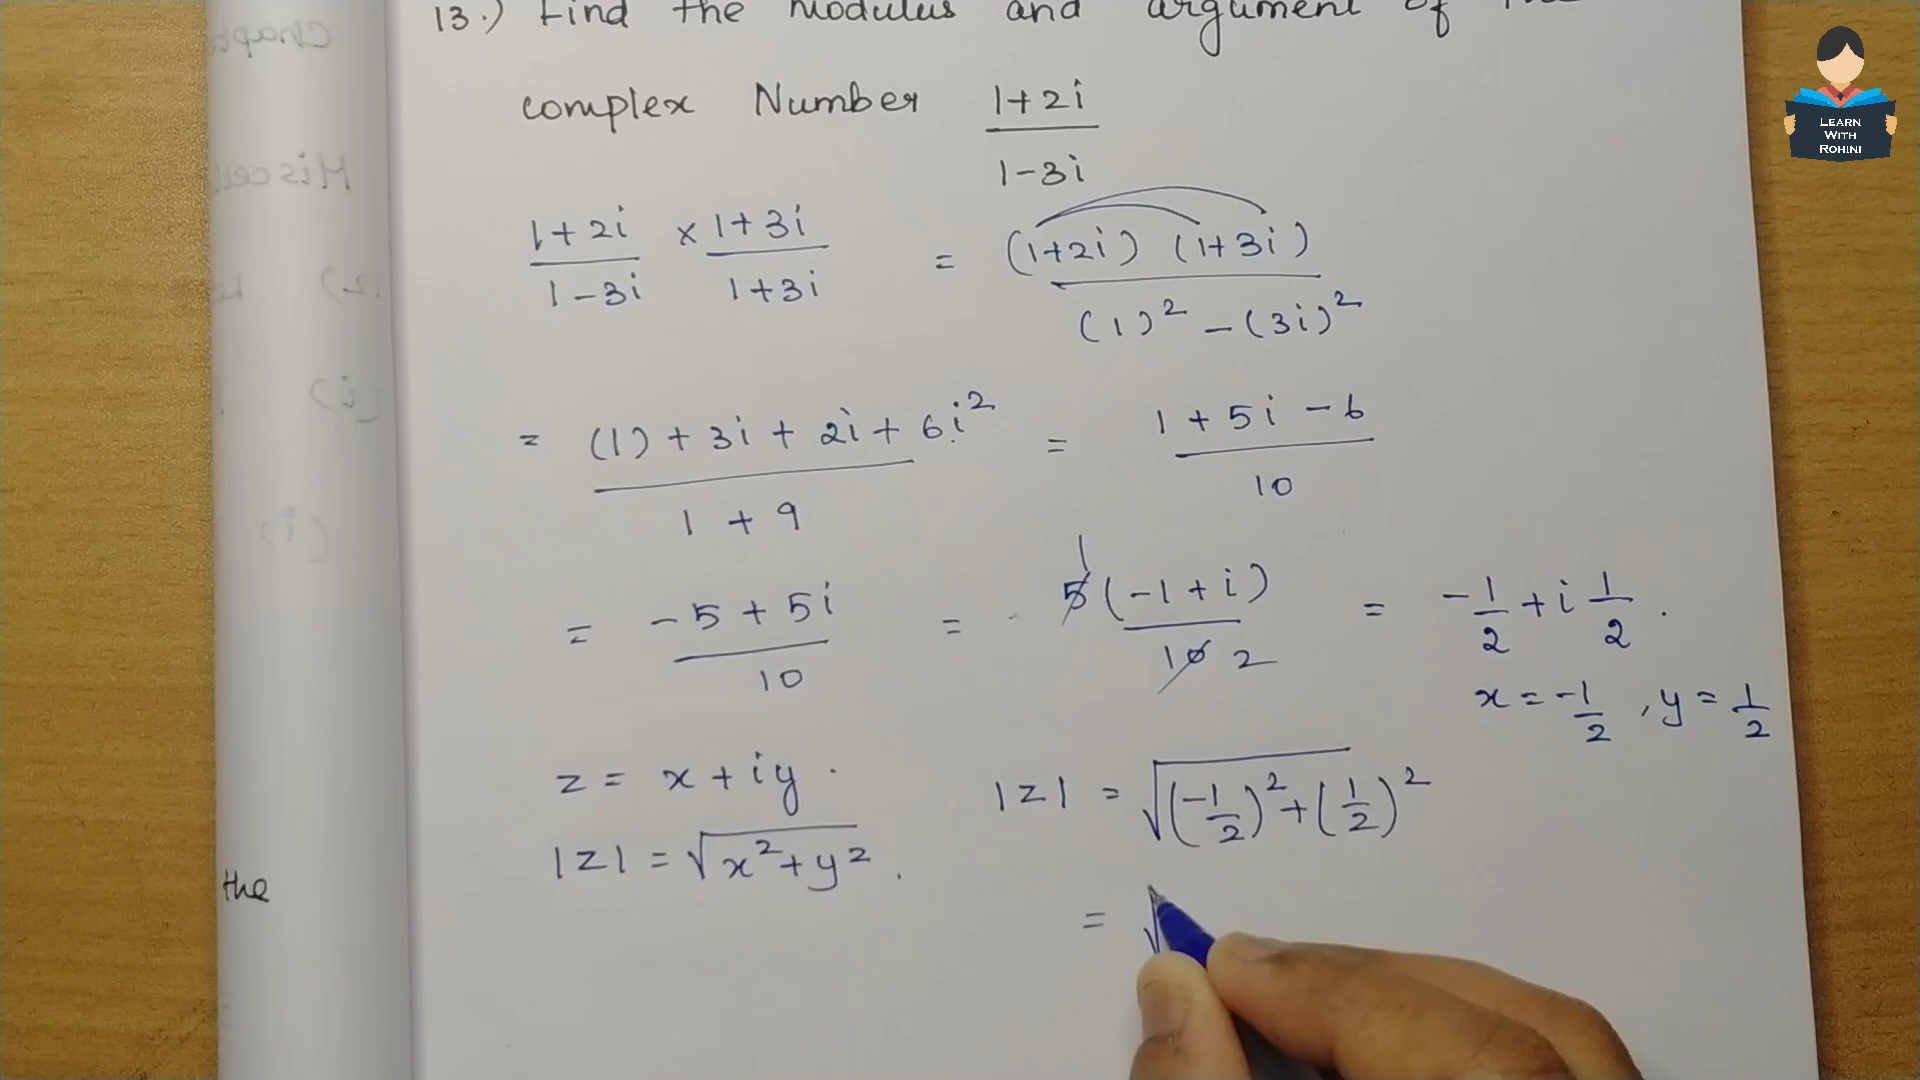 13.) Find the Modulus and argument of the
complex Number (1+2i)/(1-3i)
(1+2i)/(1-3i) × (1+3i)/(1+3i) = (1+2i)(1+3i)/((1)² - (3i)²)
= ((1) + 3i + 2i + 6i²)/(1 + 9) = (1 + 5i - 6)/10
= (-5 + 5i)/10 = 5(-1 + i)/10 1 2 = -1/2 + i 1/2 .
x = -1/2 , y = 1/2
z = x + iy .
|z| = √((-1/2)² + (1/2)²)
|z| = √(x² + y²) .
= √
the
LEARN
WITH
ROHINI